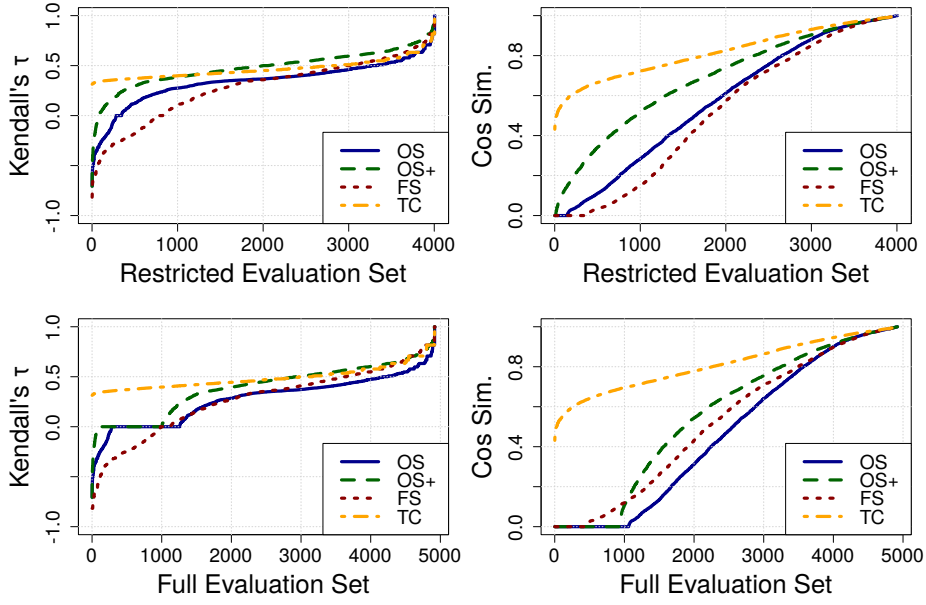 Kendall's τ
1.0
0.5
0.0
-1.0
0 1000 2000 3000 4000
Restricted Evaluation Set
OS
OS+
FS
TC
Cos Sim.
0.8
0.4
0.0
0 1000 2000 3000 4000
Restricted Evaluation Set
OS
OS+
FS
TC
Kendall's τ
1.0
0.5
0.0
-1.0
0 1000 2000 3000 4000 5000
Full Evaluation Set
OS
OS+
FS
TC
Cos Sim.
0.8
0.4
0.0
0 1000 2000 3000 4000 5000
Full Evaluation Set
OS
OS+
FS
TC